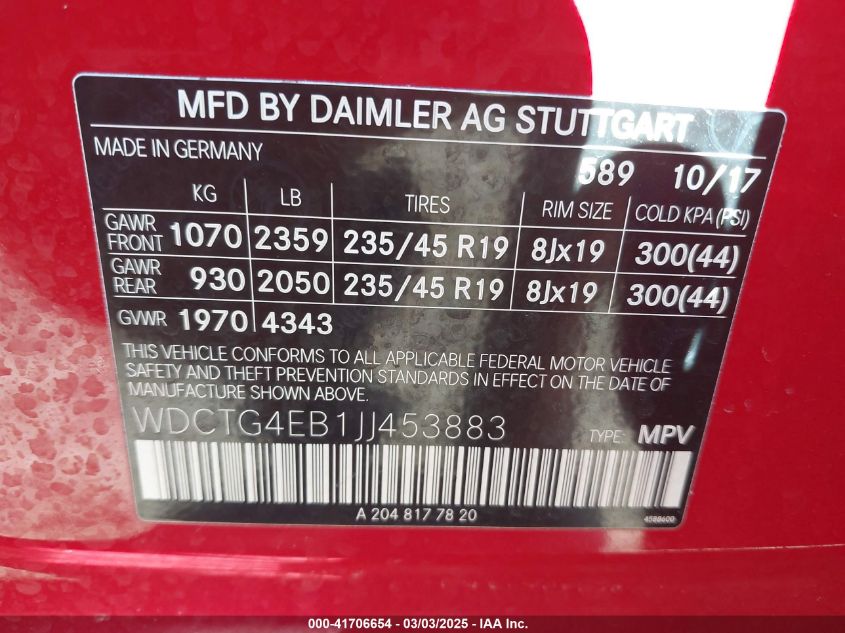 MFD BY DAIMLER AG STUTTGART
MADE IN GERMANY 589 10/17
KG LB TIRES RIM SIZE COLD KPA (PSI)
GAWR FRONT 1070 2359 235/45 R19 8Jx19 300(44)
GAWR REAR 930 2050 235/45 R19 8Jx19 300(44)
GVWR 1970 4343
THIS VEHICLE CONFORMS TO ALL APPLICABLE FEDERAL MOTOR VEHICLE
SAFETY AND THEFT PREVENTION STANDARDS IN EFFECT ON THE DATE OF
MANUFACTURE SHOWN ABOVE.
WDCTG4EB1JJ453883 TYPE: MPV
A 204 817 78 20 4588600
000-41706654 - 03/03/2025 - IAA Inc.